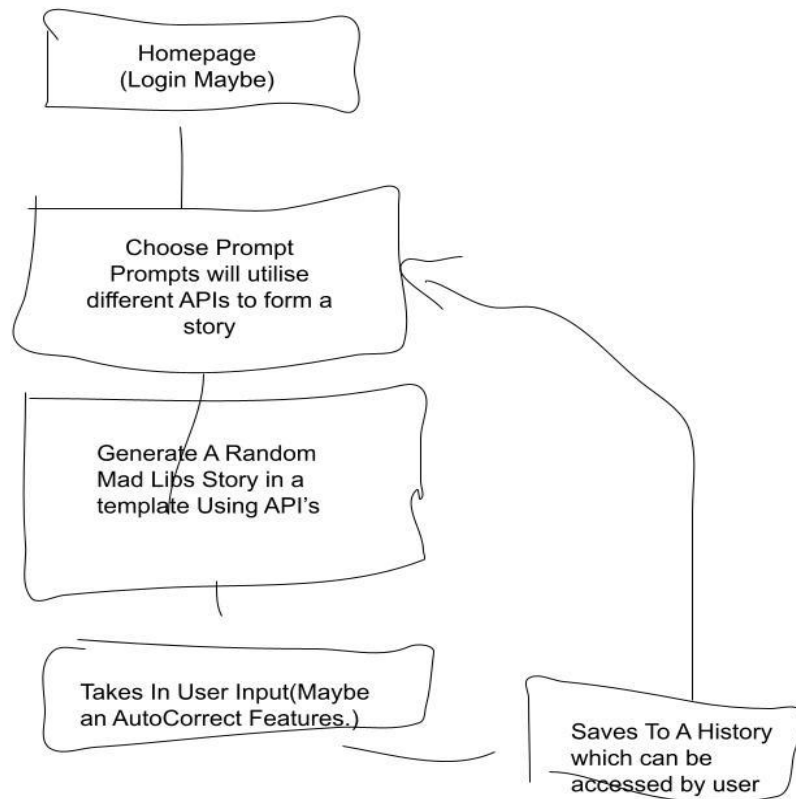 Homepage
(Login Maybe)
Choose Prompt
Prompts will utilise
different APIs to form a
story
Generate A Random
Mad Libs Story in a
template Using API's
Takes In User Input(Maybe
an AutoCorrect Features.)
Saves To A History
which can be
accessed by user